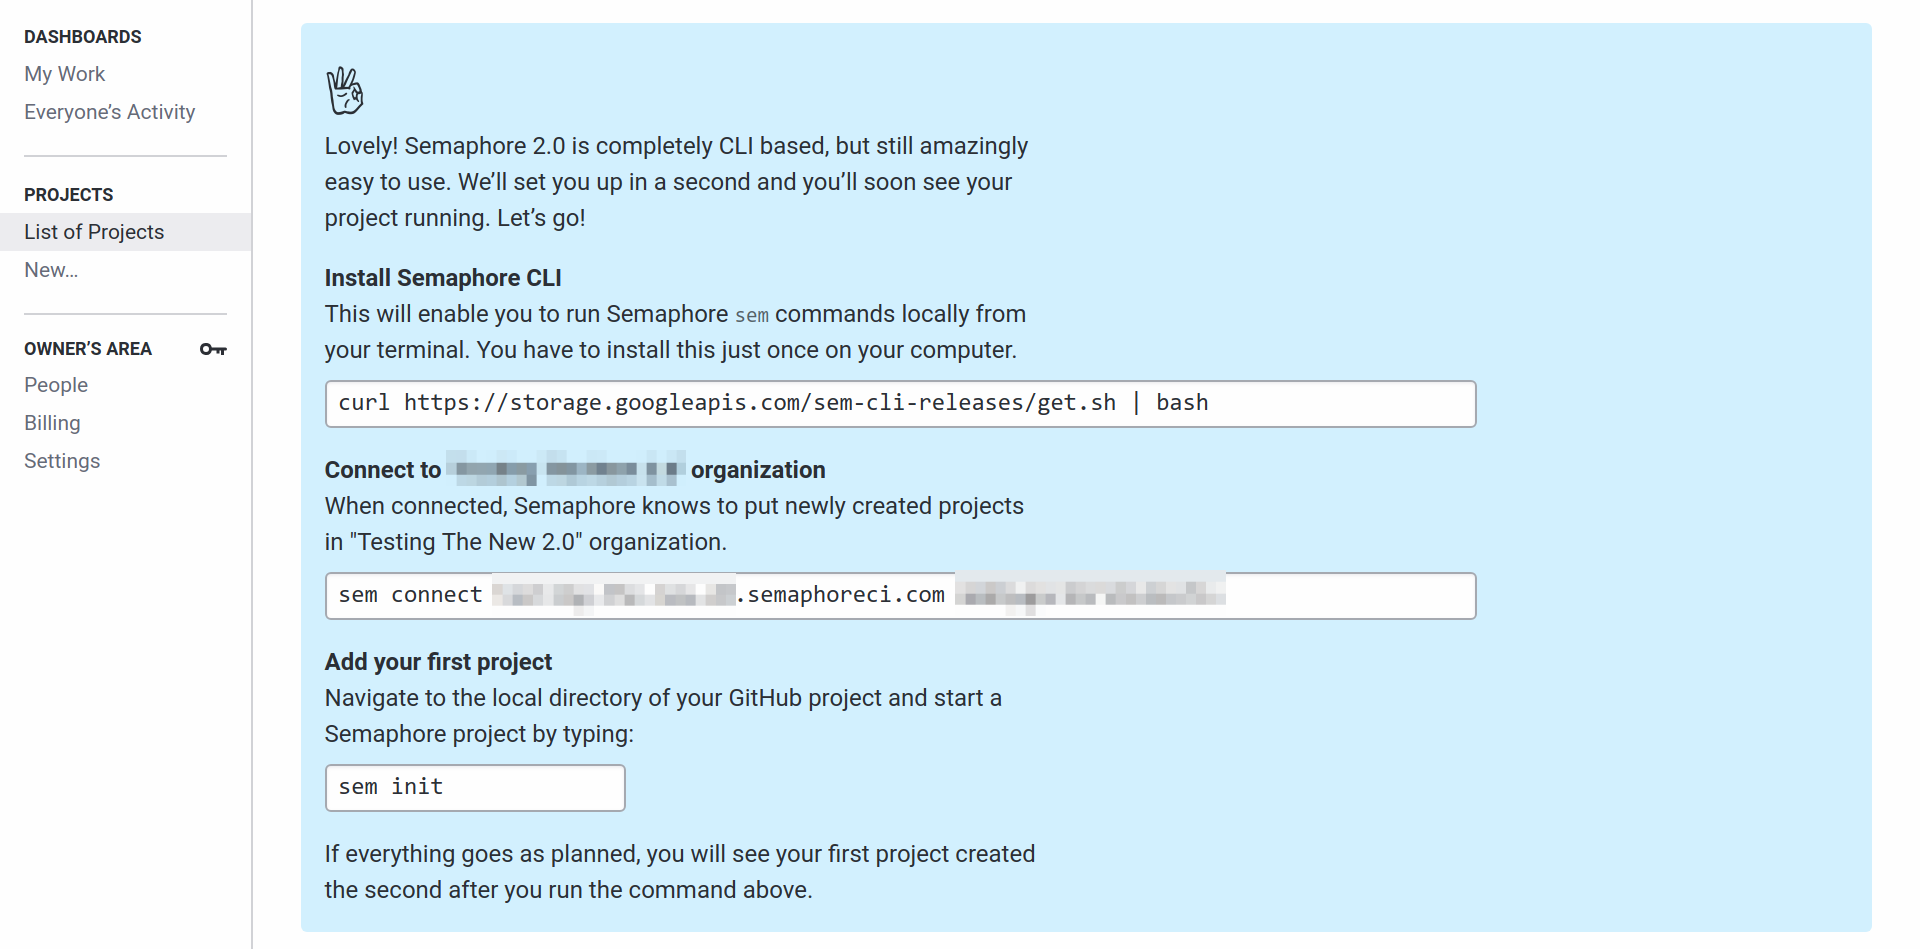 DASHBOARDS
My Work
Everyone’s Activity
PROJECTS
List of Projects
New...
OWNER’S AREA
People
Billing
Settings
Lovely! Semaphore 2.0 is completely CLI based, but still amazingly
easy to use. We’ll set you up in a second and you’ll soon see your
project running. Let’s go!
Install Semaphore CLI
This will enable you to run Semaphore sem commands locally from
your terminal. You have to install this just once on your computer.
curl https://storage.googleapis.com/sem-cli-releases/get.sh | bash
Connect to organization
When connected, Semaphore knows to put newly created projects
in "Testing The New 2.0" organization.
sem connect .semaphoreci.com
Add your first project
Navigate to the local directory of your GitHub project and start a
Semaphore project by typing:
sem init
If everything goes as planned, you will see your first project created
the second after you run the command above.